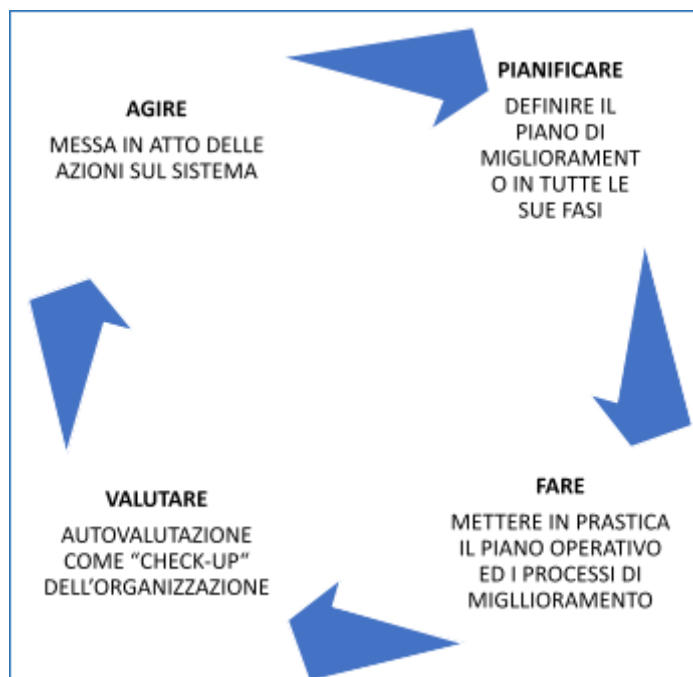 AGIRE
MESSA IN ATTO DELLE
AZIONI SUL SISTEMA
PIANIFICARE
DEFINIRE IL
PIANO DI
MIGLIORAMENT
O IN TUTTE LE
SUE FASI
FARE
METTERE IN PRASTICA
IL PIANO OPERATIVO
ED I PROCESSI DI
MIGLLIORAMENTO
VALUTARE
AUTOVALUTAZIONE
COME “CHECK-UP”
DELL’ORGANIZZAZIONE